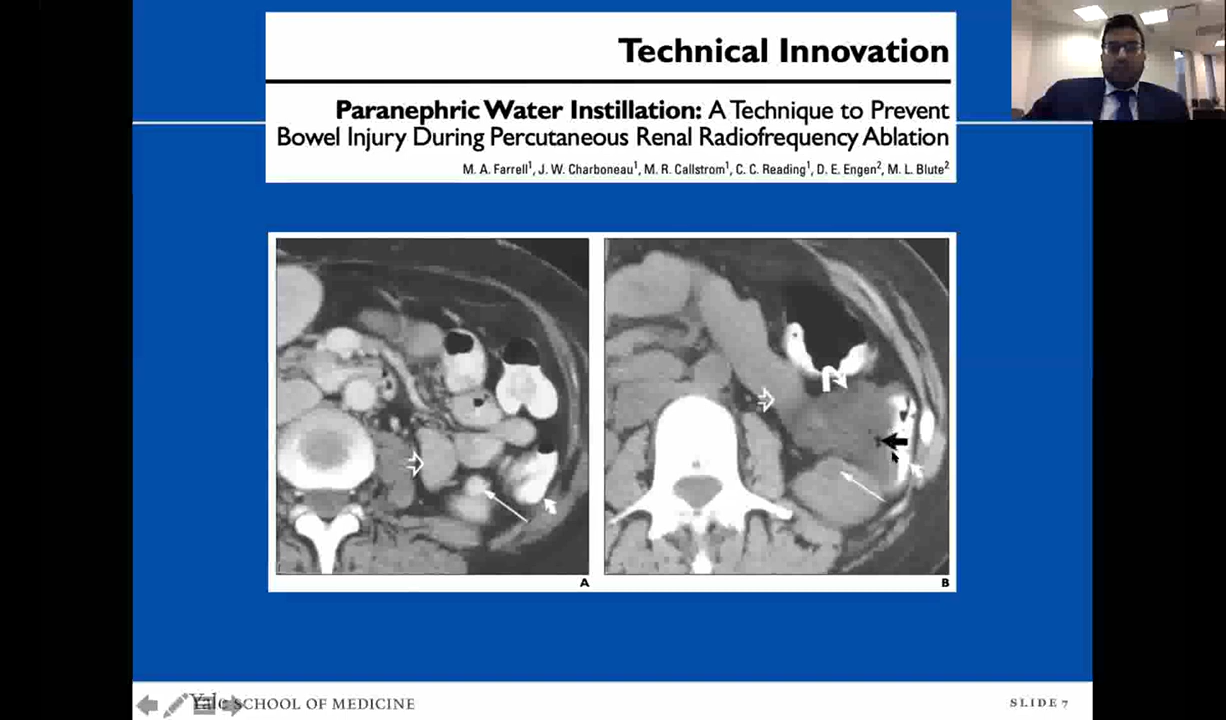 Technical Innovation
Paranephric Water Instillation: A Technique to Prevent
Bowel Injury During Percutaneous Renal Radiofrequency Ablation
M. A. Farrell1, J. W. Charboneau1, M. R. Callstrom1, C. C. Reading1, D. E. Engen2, M. L. Blute2
A
B
Yale SCHOOL OF MEDICINE
SLIDE 7